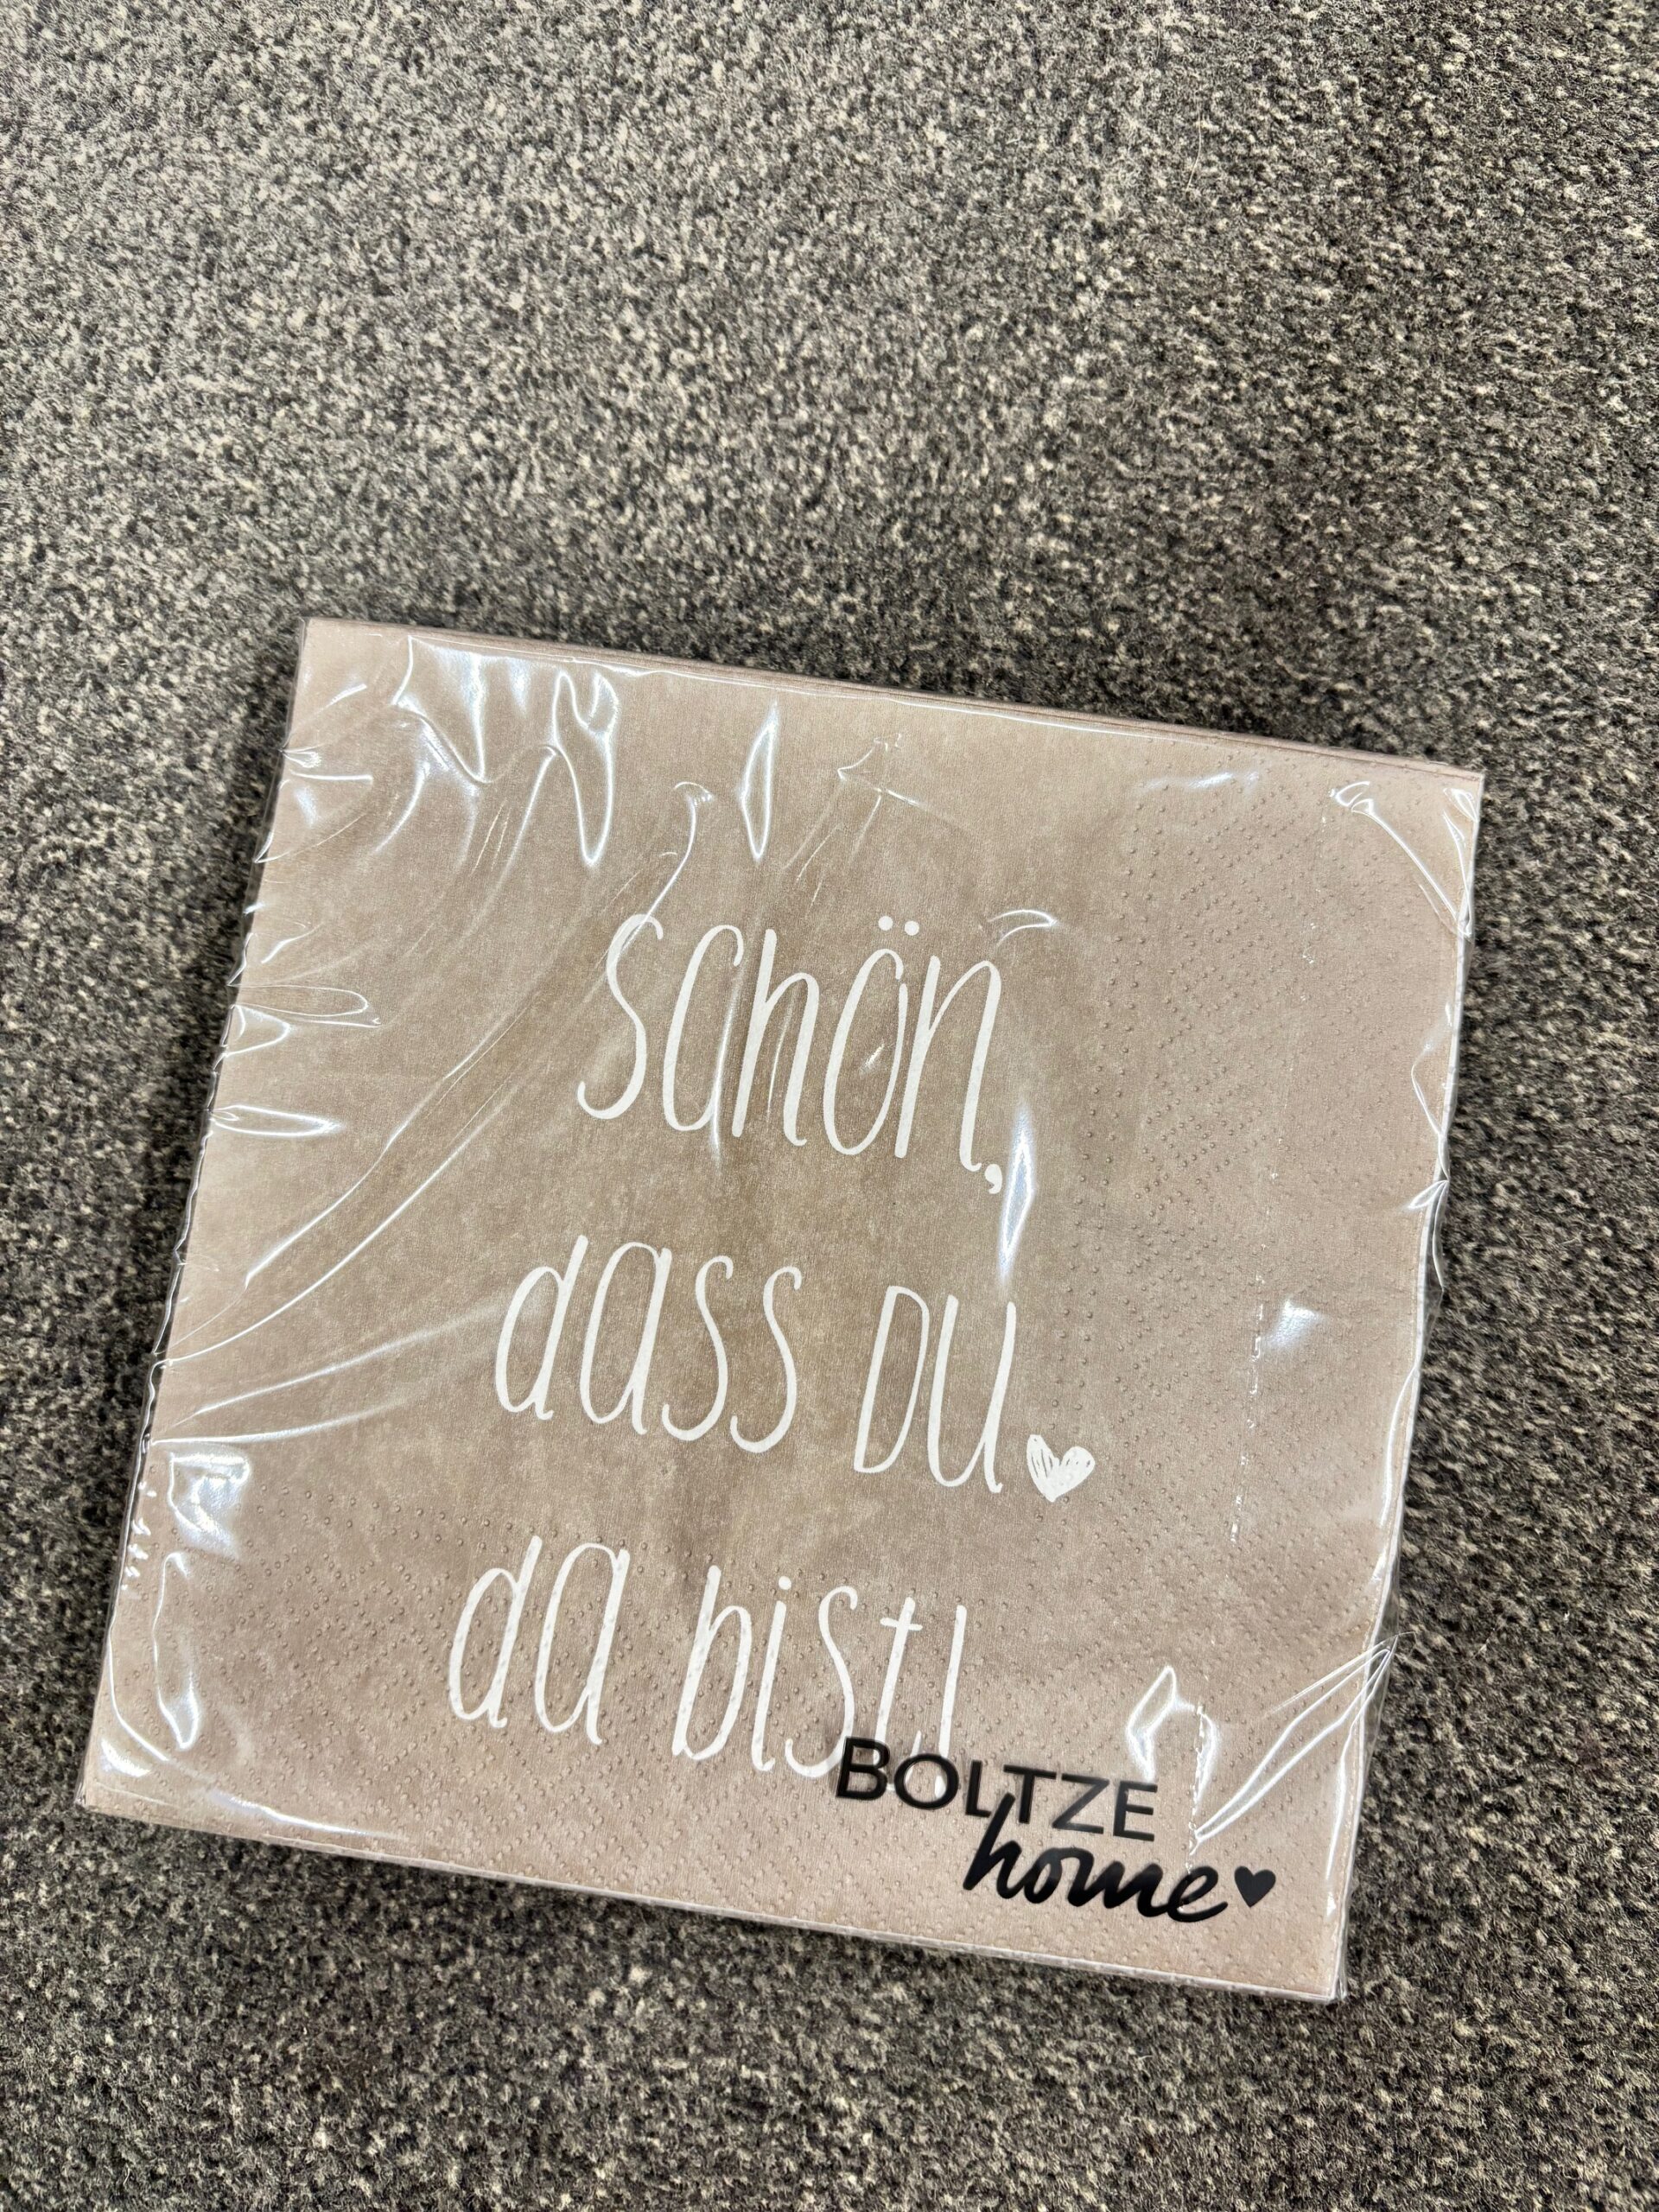 schön,
dass DU
da bist!
BOLTZE
home